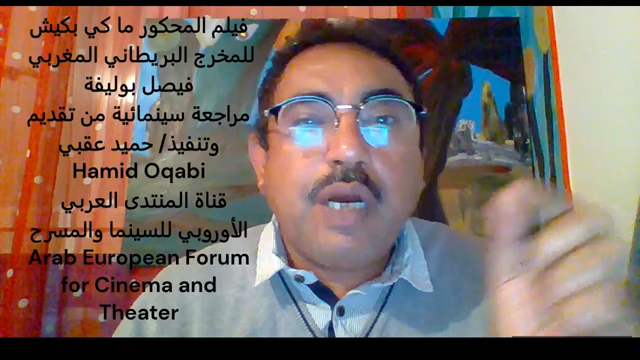 فيلم المحكور ما كي بكيش
للمخرج البريطاني المغربي
فيصل بوليفة
مراجعة سينمائية من تقديم
وتنفيذ/ حميد عقبي
Hamid Oqabi
قناة المنتدى العربي
الأوروبي للسينما والمسرح
Arab European Forum
for Cinema and
Theater